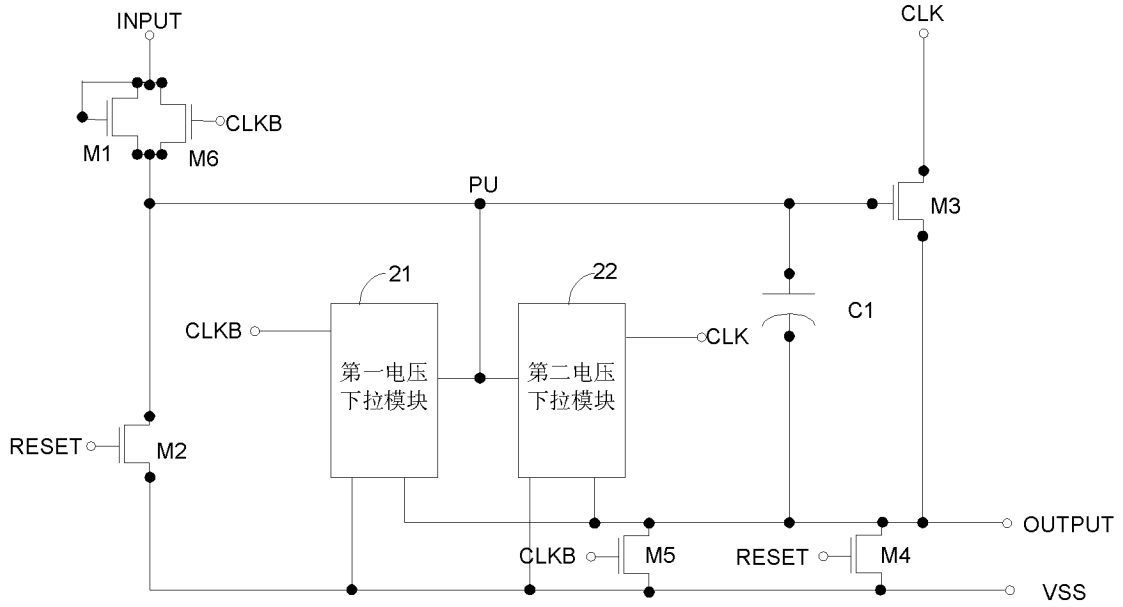 INPUT
CLK
CLKB
M1
M6
PU
M3
21
22
C1
CLKB
CLK
第一电压
下拉模块
第二电压
下拉模块
RESET
M2
OUTPUT
CLKB
M5
RESET
M4
VSS